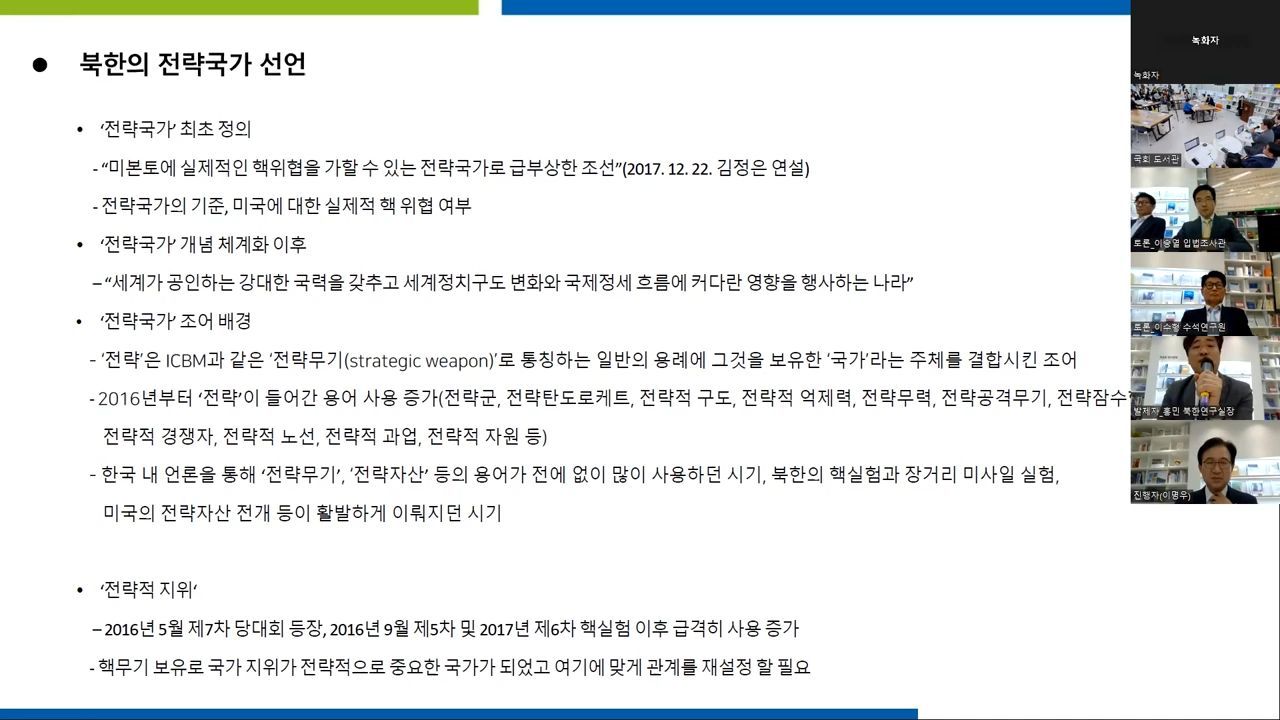 ● 북한의 전략국가 선언
• ‘전략국가’ 최초 정의
- “미본토에 실제적인 핵위협을 가할 수 있는 전략국가로 급부상한 조선”(2017. 12. 22. 김정은 연설)
- 전략국가의 기준, 미국에 대한 실제적 핵 위협 여부
• ‘전략국가’ 개념 체계화 이후
– “세계가 공인하는 강대한 국력을 갖추고 세계정치구도 변화와 국제정세 흐름에 커다란 영향을 행사하는 나라”
• ‘전략국가’ 조어 배경
- ‘전략’은 ICBM과 같은 ‘전략무기(strategic weapon)’로 통칭하는 일반의 용례에 그것을 보유한 ‘국가’라는 주체를 결합시킨 조어
- 2016년부터 ‘전략’이 들어간 용어 사용 증가(전략군, 전략탄도로케트, 전략적 구도, 전략적 억제력, 전략무력, 전략공격무기, 전략잠수
전략적 경쟁자, 전략적 노선, 전략적 과업, 전략적 자원 등)
- 한국 내 언론을 통해 ‘전략무기’, ‘전략자산’ 등의 용어가 전에 없이 많이 사용하던 시기, 북한의 핵실험과 장거리 미사일 실험,
미국의 전략자산 전개 등이 활발하게 이뤄지던 시기
• ‘전략적 지위‘
– 2016년 5월 제7차 당대회 등장, 2016년 9월 제5차 및 2017년 제6차 핵실험 이후 급격히 사용 증가
- 핵무기 보유로 국가 지위가 전략적으로 중요한 국가가 되었고 여기에 맞게 관계를 재설정 할 필요
녹화자
녹화자
국회 도서관
토론_이승열 입법조사관
토론_이수형 수석연구원
발제자_홍민 북한연구실장
진행자(이명우)